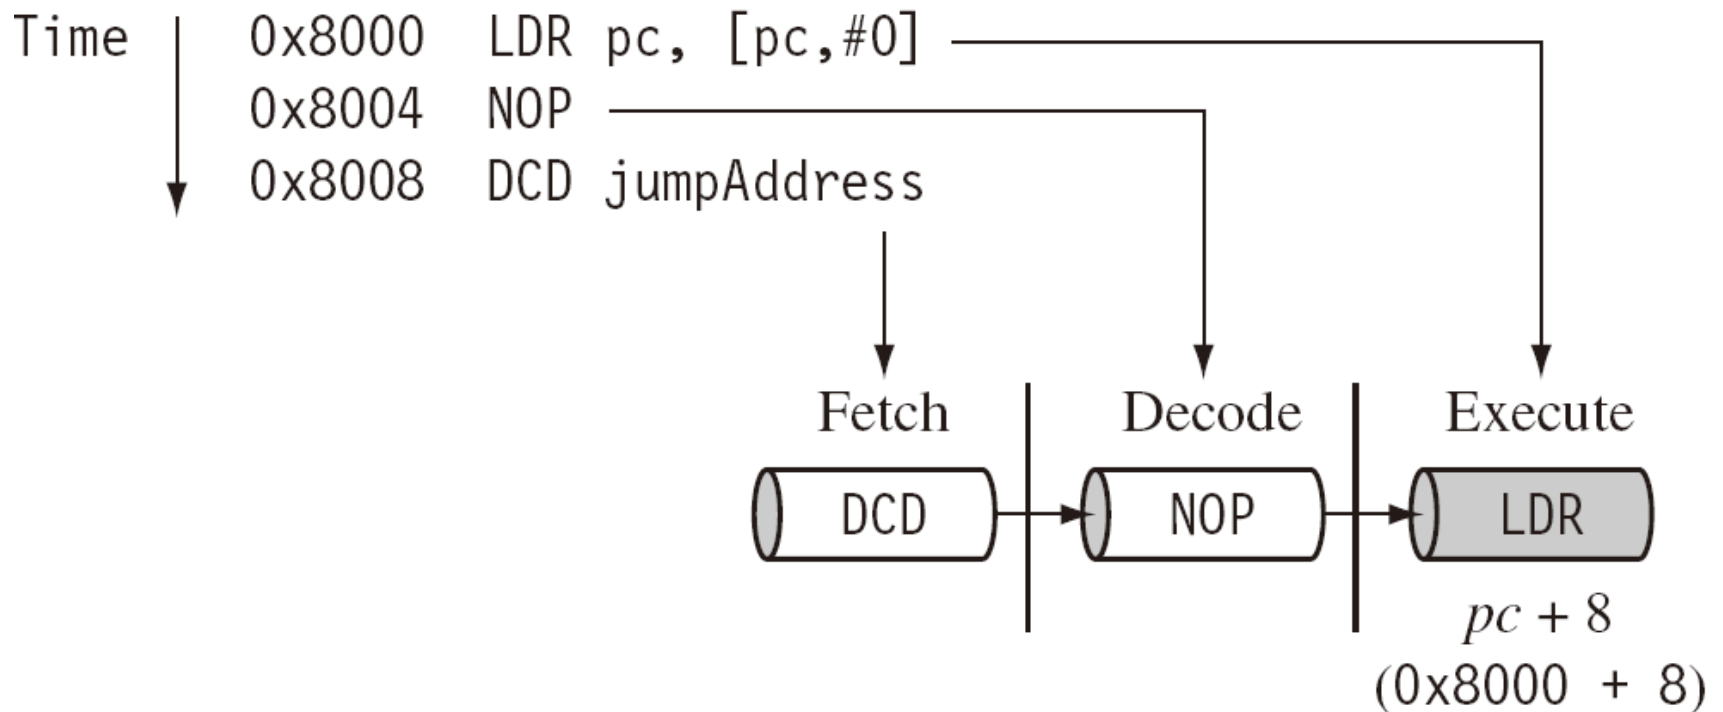 Time 0x8000 LDR pc, [pc,#0]
0x8004 NOP
0x8008 DCD jumpAddress
Fetch Decode Execute
DCD NOP LDR
pc + 8
(0x8000 + 8)